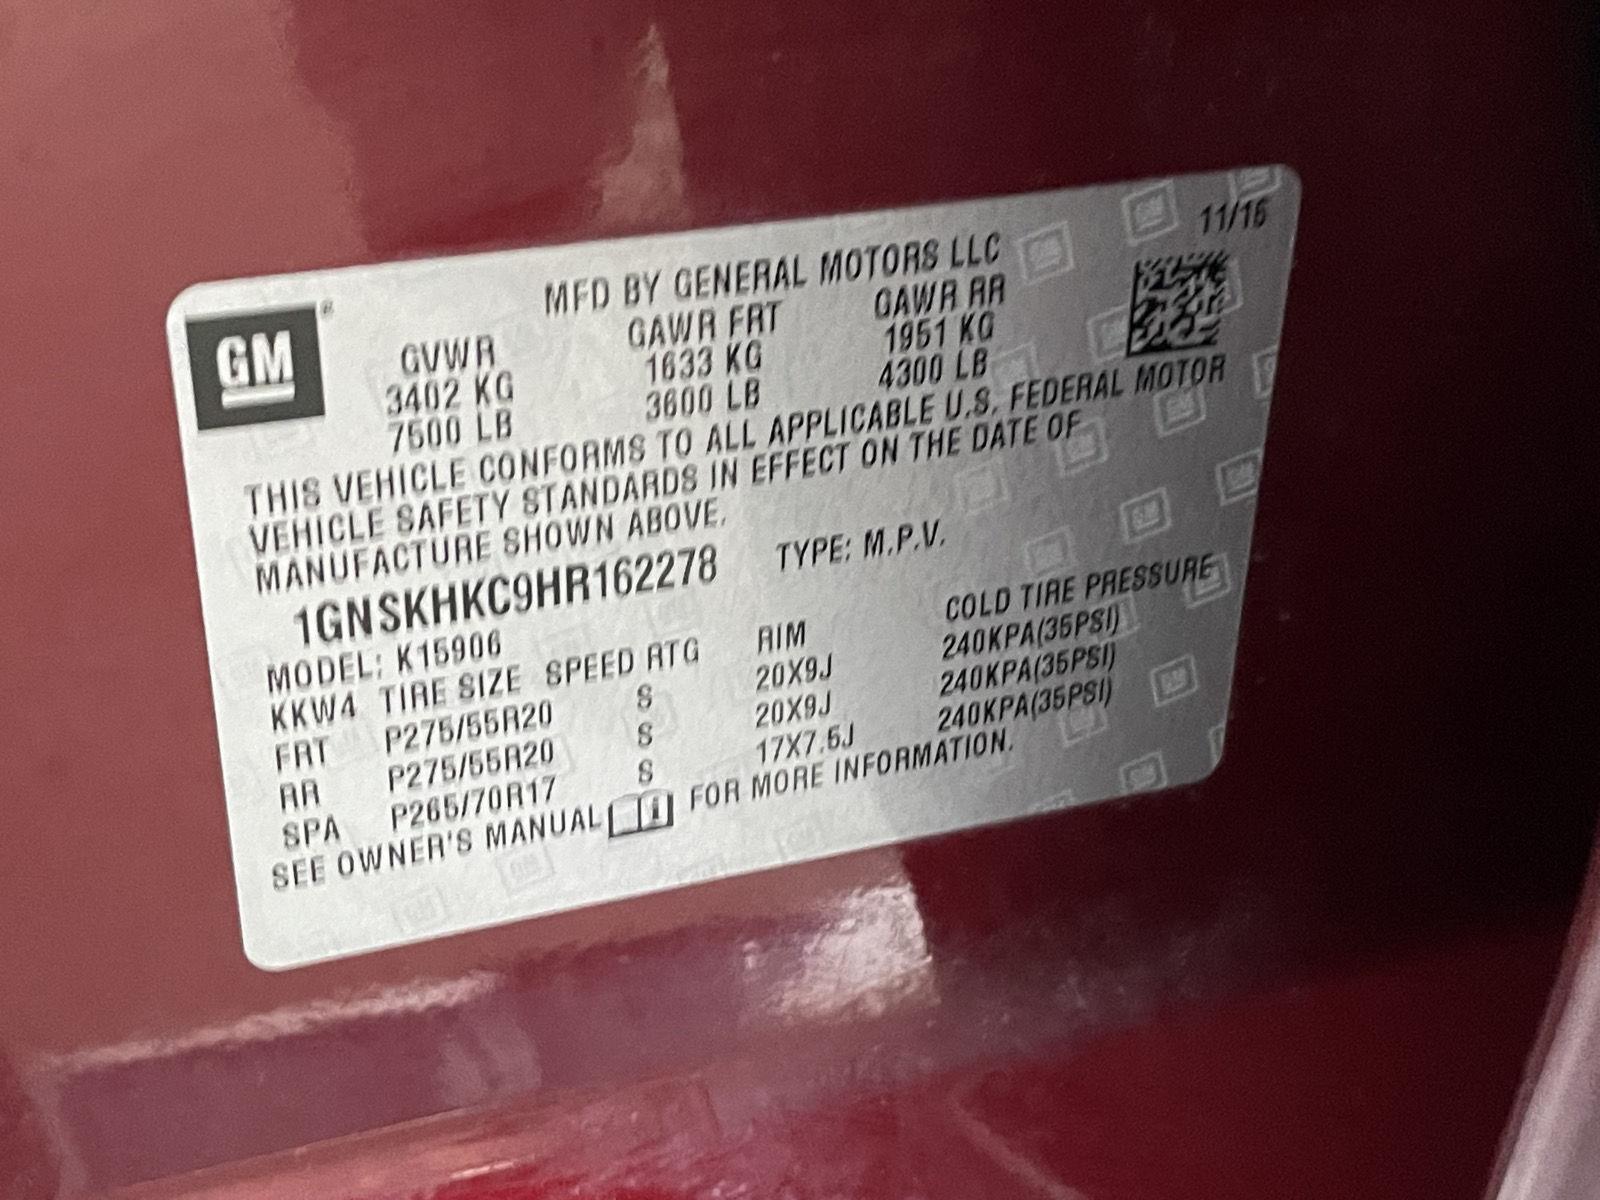 11/16
MFD BY GENERAL MOTORS LLC
GM
GVWR GAWR FRT GAWR RR
3402 KG 1633 KG 1951 KG
7500 LB 3600 LB 4300 LB
THIS VEHICLE CONFORMS TO ALL APPLICABLE U.S. FEDERAL MOTOR
VEHICLE SAFETY STANDARDS IN EFFECT ON THE DATE OF
MANUFACTURE SHOWN ABOVE.
1GNSKHKC9HR162278 TYPE: M.P.V.
MODEL: K15906
KKW4 TIRE SIZE SPEED RTG RIM COLD TIRE PRESSURE
FRT P275/55R20 S 20X9J 240KPA(35PSI)
RR P275/55R20 S 20X9J 240KPA(35PSI)
SPA P265/70R17 S 17X7.5J 240KPA(35PSI)
SEE OWNER'S MANUAL FOR MORE INFORMATION.